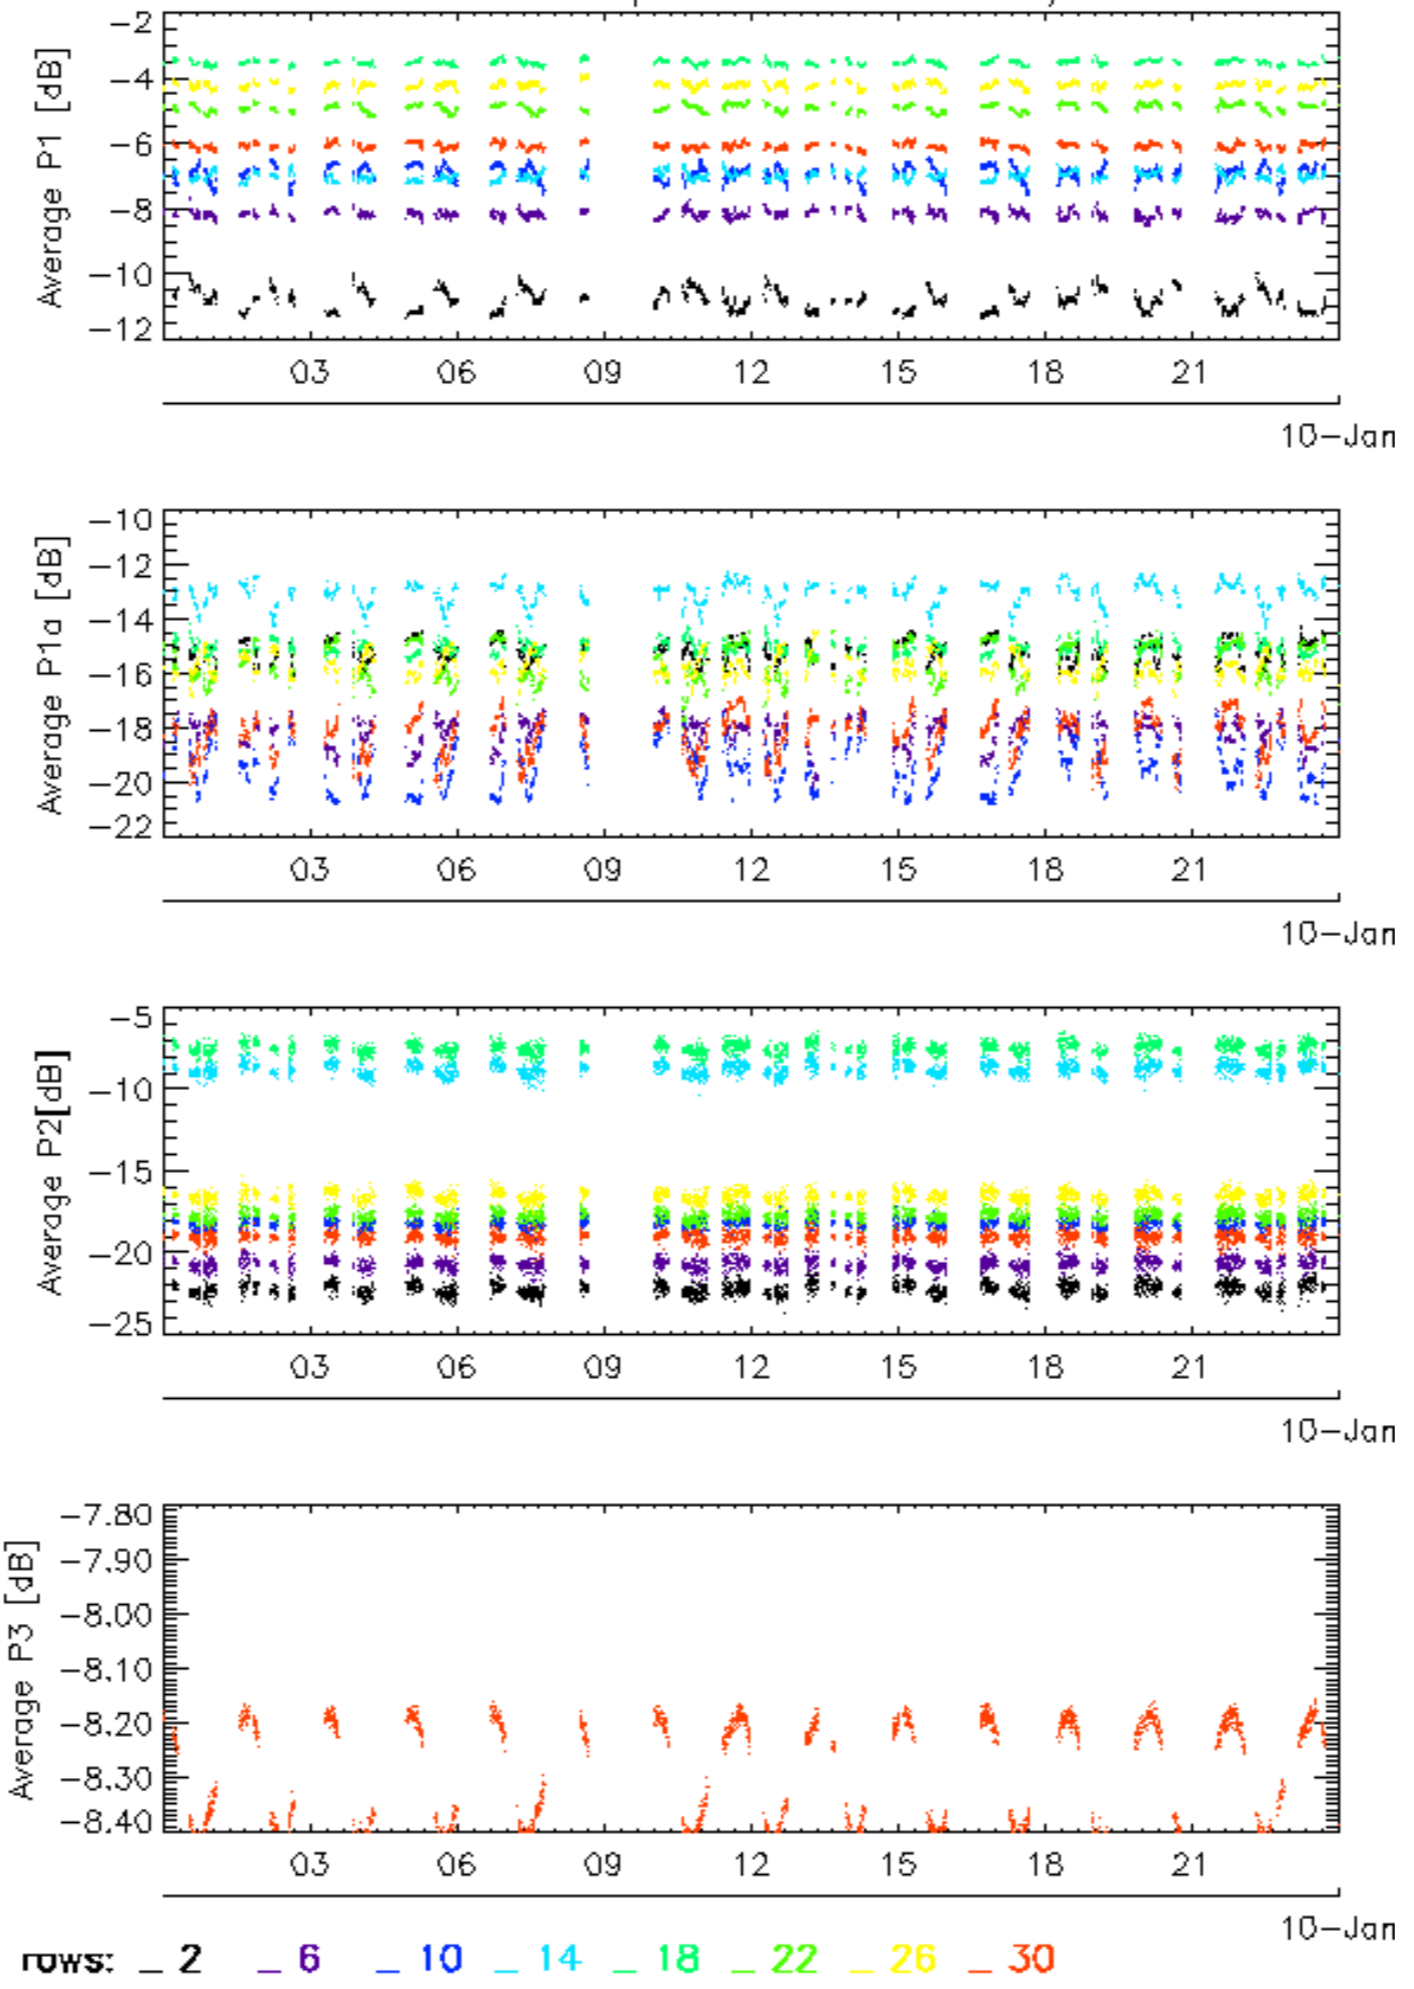 Average P1 [dB]
-2
-4
-6
-8
-10
-12
03 06 09 12 15 18 21
10-Jan
Average P1a [dB]
-10
-12
-14
-16
-18
-20
-22
03 06 09 12 15 18 21
10-Jan
Average P2[dB]
-5
-10
-15
-20
-25
03 06 09 12 15 18 21
10-Jan
Average P3 [dB]
-7.80
-7.90
-8.00
-8.10
-8.20
-8.30
-8.40
03 06 09 12 15 18 21
10-Jan
rows: _ 2 _ 6 _ 10 _ 14 _ 18 _ 22 _ 26 _ 30